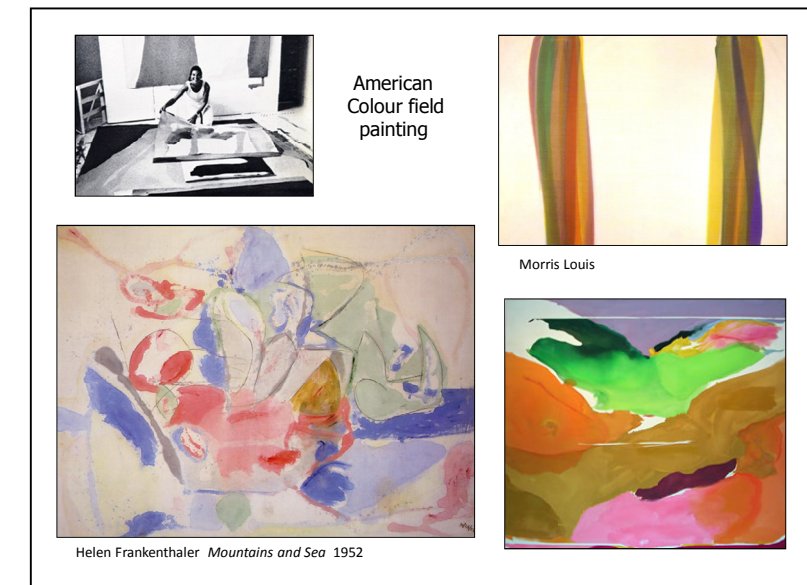 American
Colour field
painting
Morris Louis
Helen Frankenthaler Mountains and Sea 1952